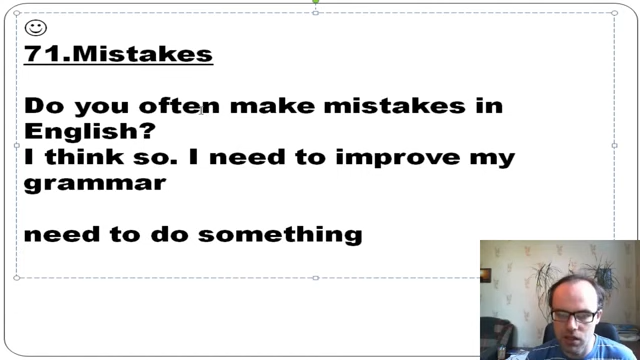 71.Mistakes
Do you often make mistakes in
English?
I think so. I need to improve my
grammar
need to do something